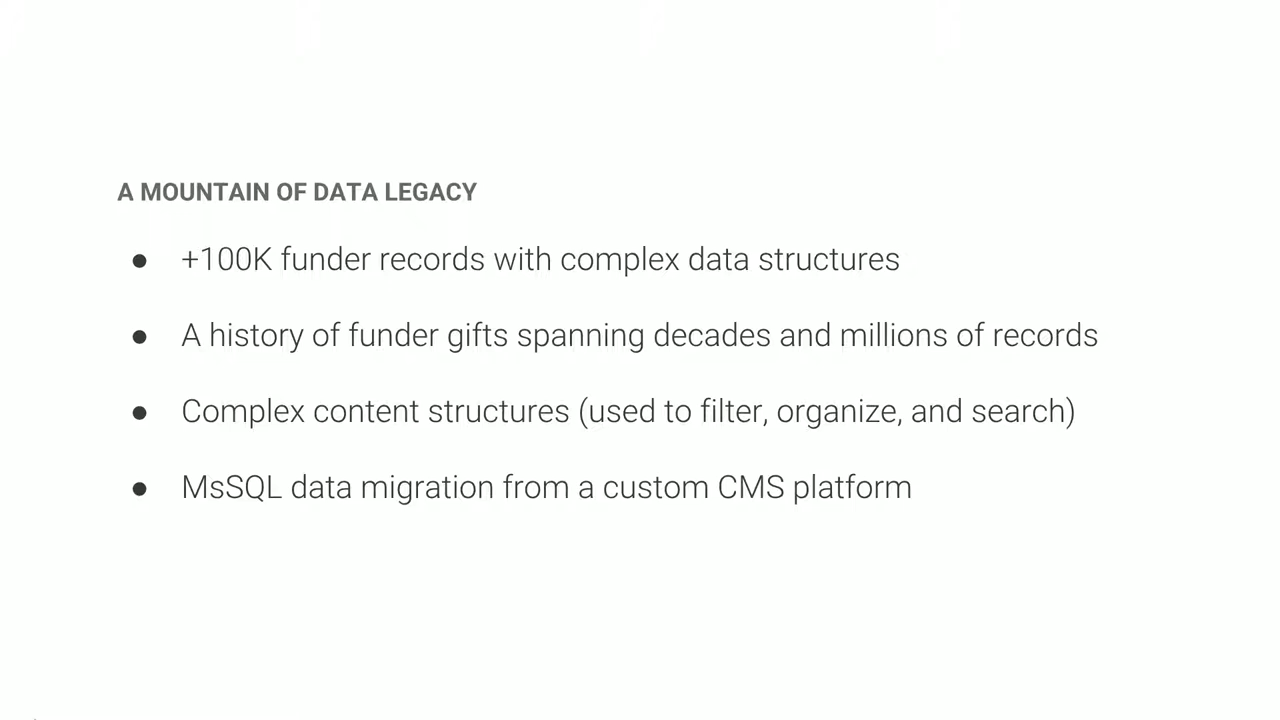 A MOUNTAIN OF DATA LEGACY
● +100K funder records with complex data structures
● A history of funder gifts spanning decades and millions of records
● Complex content structures (used to filter, organize, and search)
● MsSQL data migration from a custom CMS platform